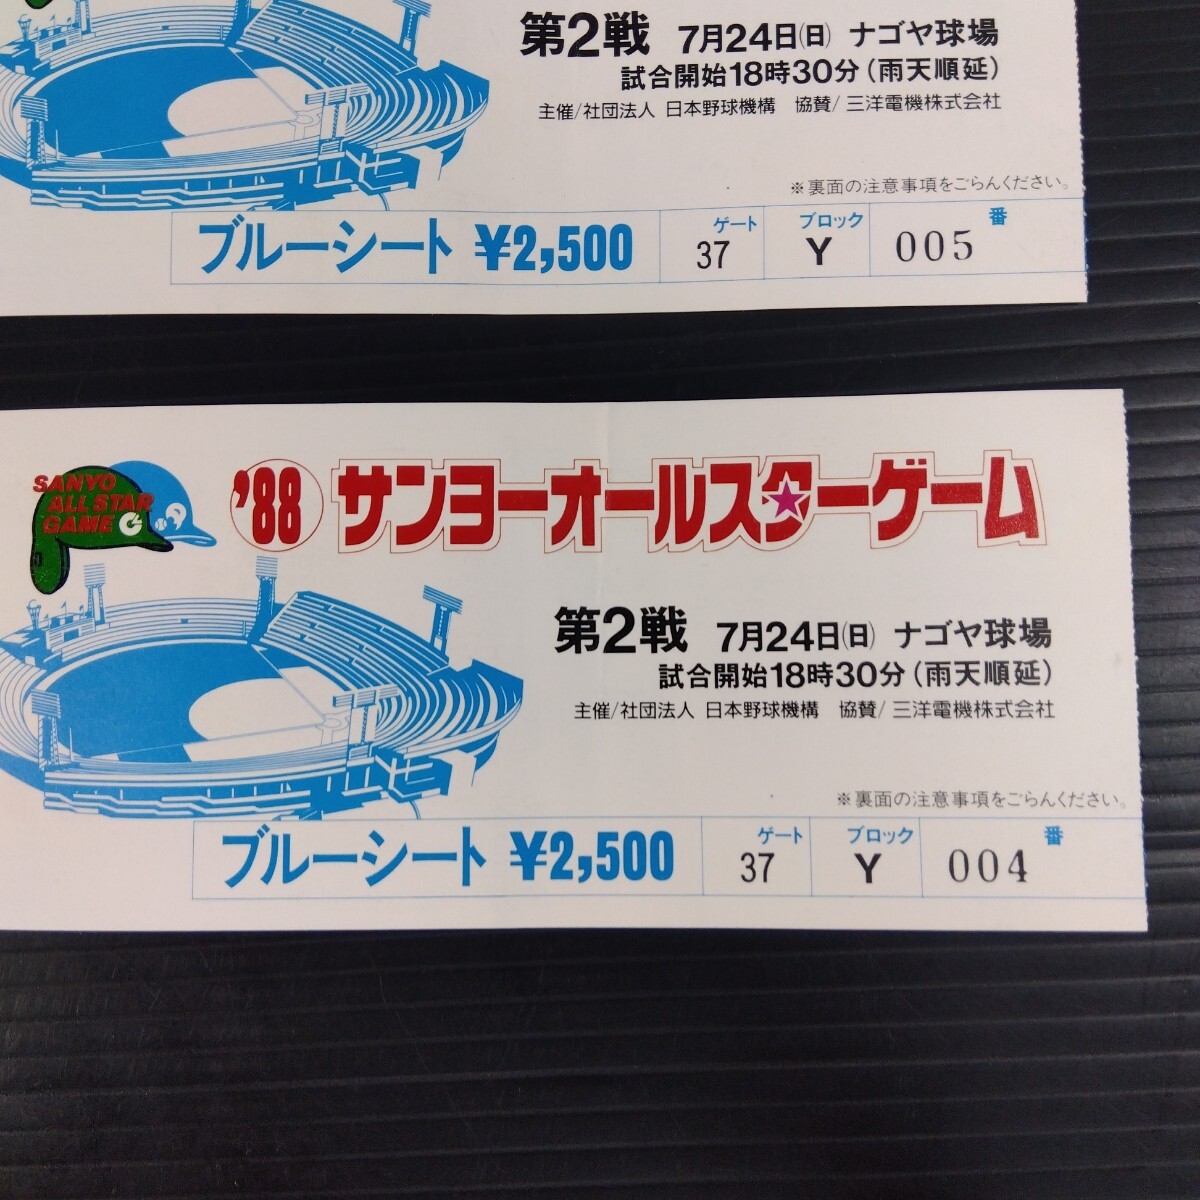 第2戦 7月24日(日) ナゴヤ球場
試合開始18時30分(雨天順延)
主催/社団法人 日本野球機構 協賛/三洋電機株式会社
※裏面の注意事項をごらんください。
ブルーシート ¥2,500 ゲート 37 ブロック Y 005 番
SANYO
ALL STAR
GAME
'88 サンヨーオールスターゲーム
第2戦 7月24日(日) ナゴヤ球場
試合開始18時30分(雨天順延)
主催/社団法人 日本野球機構 協賛/三洋電機株式会社
※裏面の注意事項をごらんください。
ブルーシート ¥2,500 ゲート 37 ブロック Y 004 番